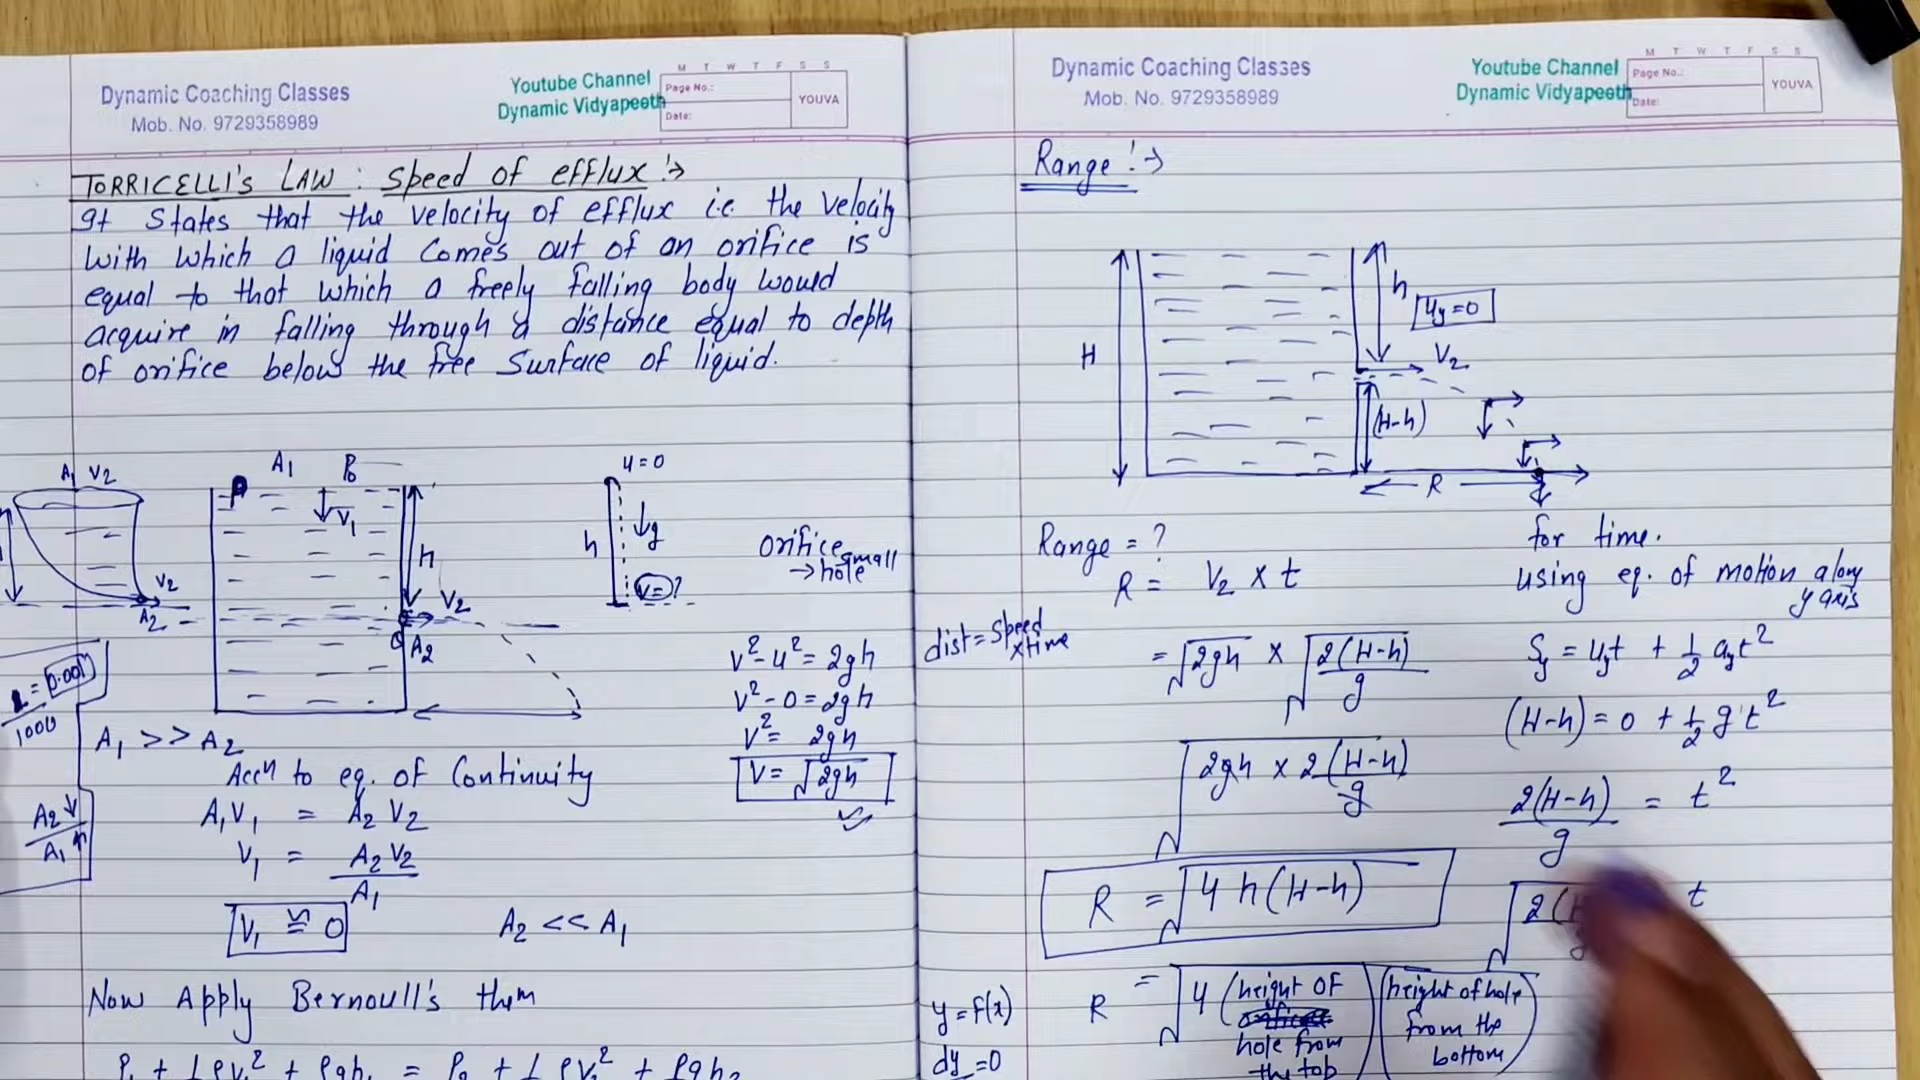 Dynamic Coaching Classes
Mob. No. 9729358989
Youtube Channel
Dynamic Vidyapeeth
M T W T F S S
Page No.:
Date:
YOUVA
TORRICELLI's LAW : Speed of efflux :→
It States that the velocity of efflux i.e. the velocity
with which a liquid comes out of an orifice is
equal to that which a freely falling body would
acquire in falling through a distance equal to depth
of orifice below the free Surface of liquid.
A1 V2
V2
A2
A1 P0
V1
h
V2
A2
u=0
g
h
V=?
Orifice small
→ hole
V²-u² = 2gh
V²-0 = 2gh
V² = 2gh
V = √2gh
= 0.001
1000
A1 >> A2
Accn to eq. of Continuity
A1V1 = A2V2
V1 = A2V2
A1
V1 ≅ 0
A2 << A1
A2↓
A1↑
Now Apply Bernoull's thm
Dynamic Coaching Classes
Mob. No. 9729358989
Youtube Channel
Dynamic Vidyapeeth
M T W T F S S
Page No.:
Date:
YOUVA
Range :→
H
h
uy=0
V2
(H-h)
R
Range = ?
R = V2 × t
dist = Speed
× time
= √2gh × √2(H-h)
g
√2gh × 2(H-h)
g
R = √4h(H-h)
R = √4 (height of
hole from
the top)
(height of hole
from the
bottom)
y = f(x)
dy =0
for time.
using eq. of motion along
y axis
Sy = uyt + 1/2 ayt²
(H-h) = 0 + 1/2 gt²
2(H-h) = t²
g
t